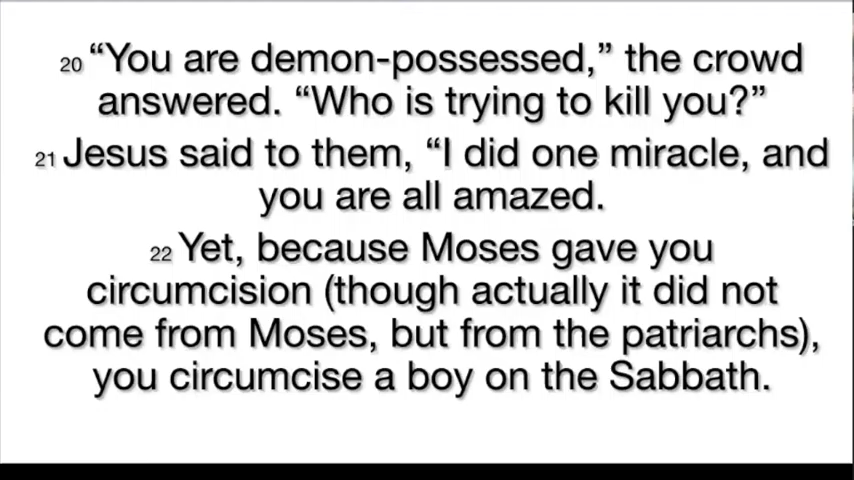 20 “You are demon-possessed,” the crowd
answered. “Who is trying to kill you?”
21 Jesus said to them, “I did one miracle, and
you are all amazed.
22 Yet, because Moses gave you
circumcision (though actually it did not
come from Moses, but from the patriarchs),
you circumcise a boy on the Sabbath.